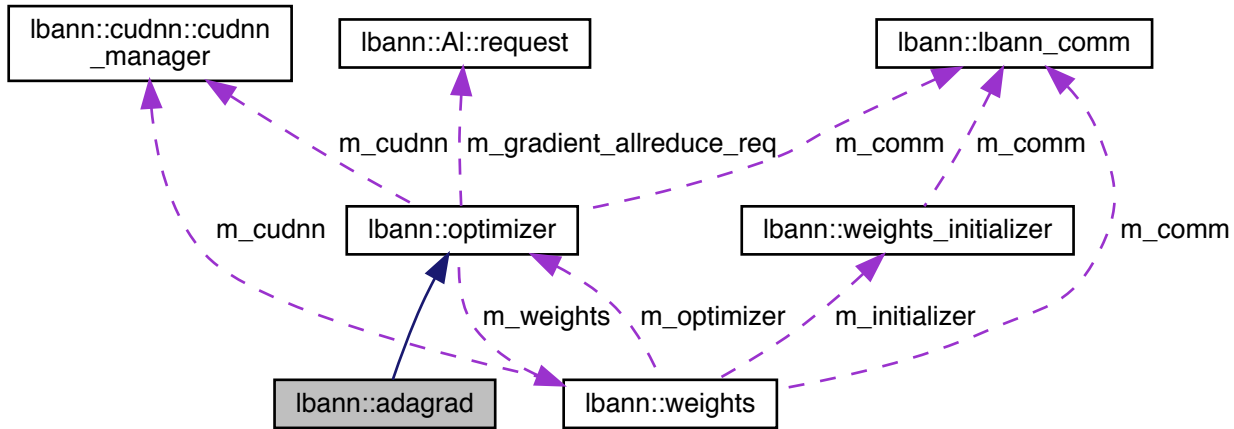 lbann::cudnn::cudnn
_manager
lbann::Al::request
lbann::lbann_comm
m_cudnn
m_gradient_allreduce_req
m_comm
m_comm
m_cudnn
lbann::optimizer
lbann::weights_initializer
m_comm
m_weights
m_optimizer
m_initializer
lbann::adagrad
lbann::weights